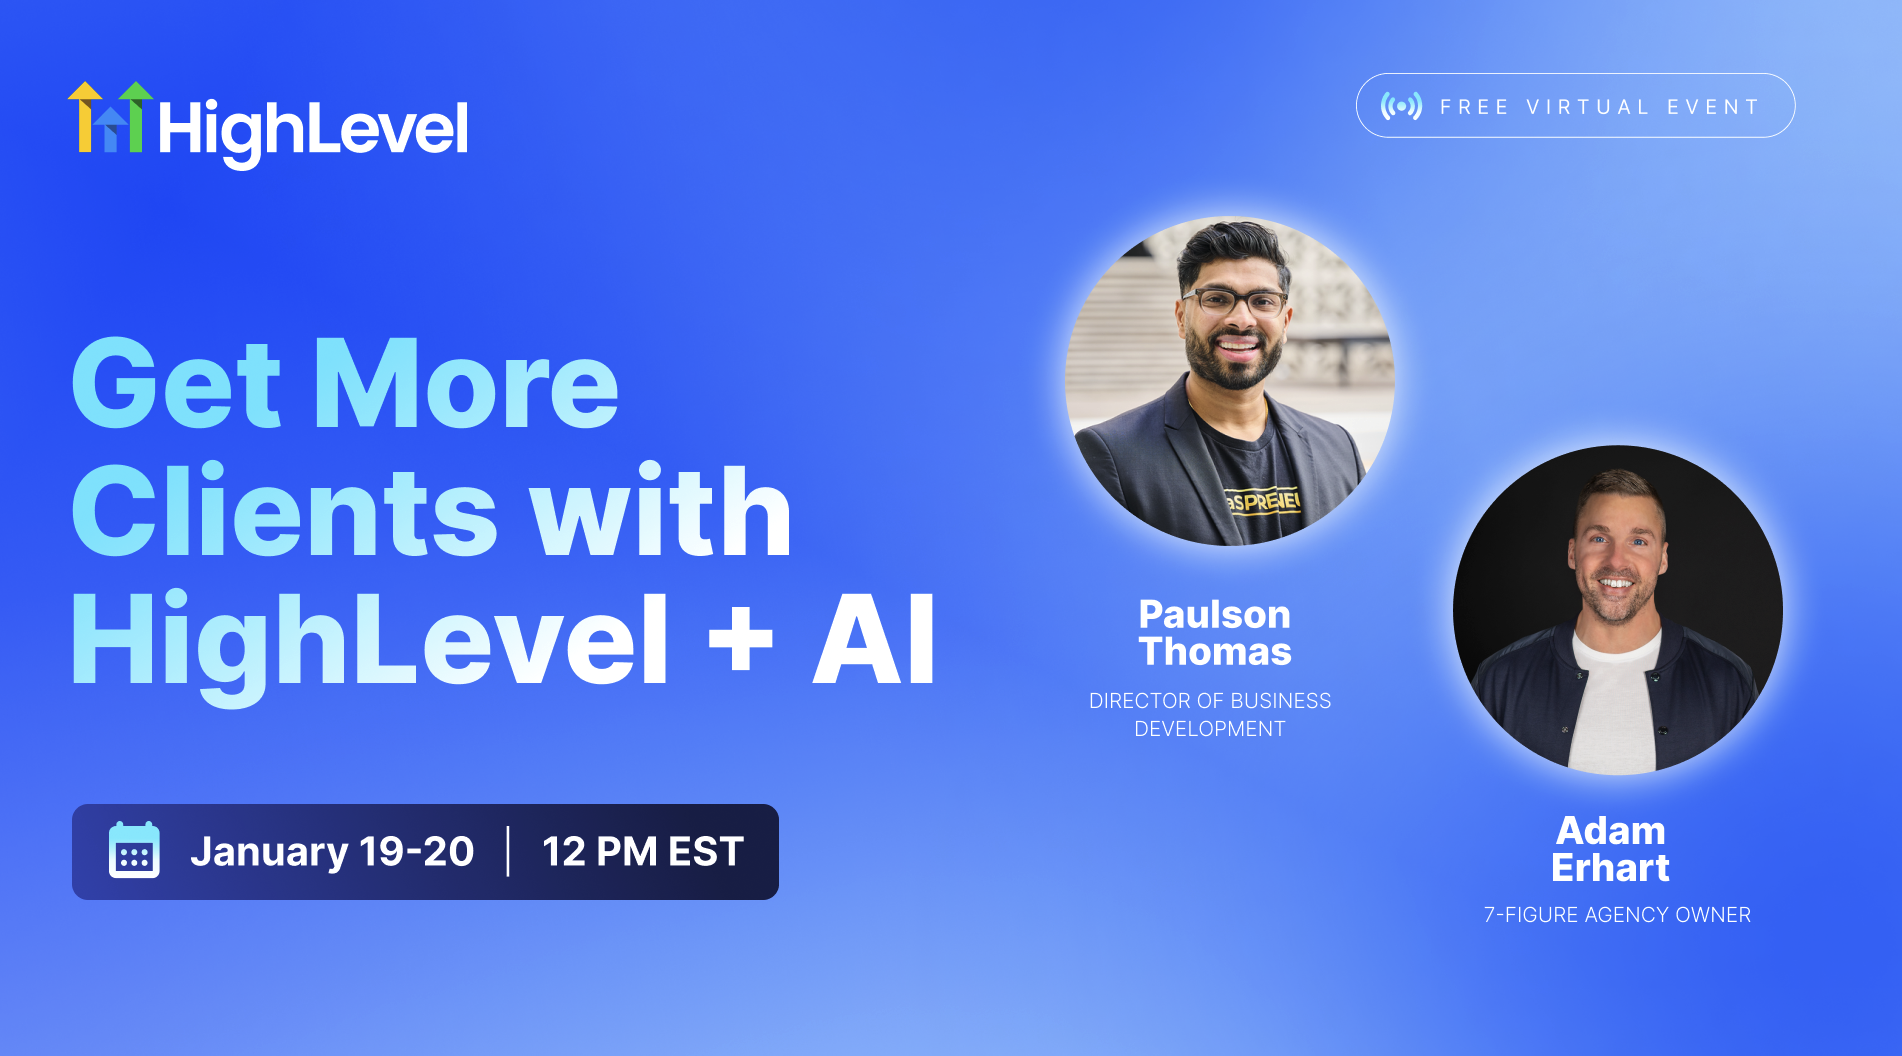 HighLevel
FREE VIRTUAL EVENT
Get More
Clients with
HighLevel + AI
January 19-20 | 12 PM EST
aSPRENEU
Paulson
Thomas
DIRECTOR OF BUSINESS
DEVELOPMENT
Adam
Erhart
7-FIGURE AGENCY OWNER